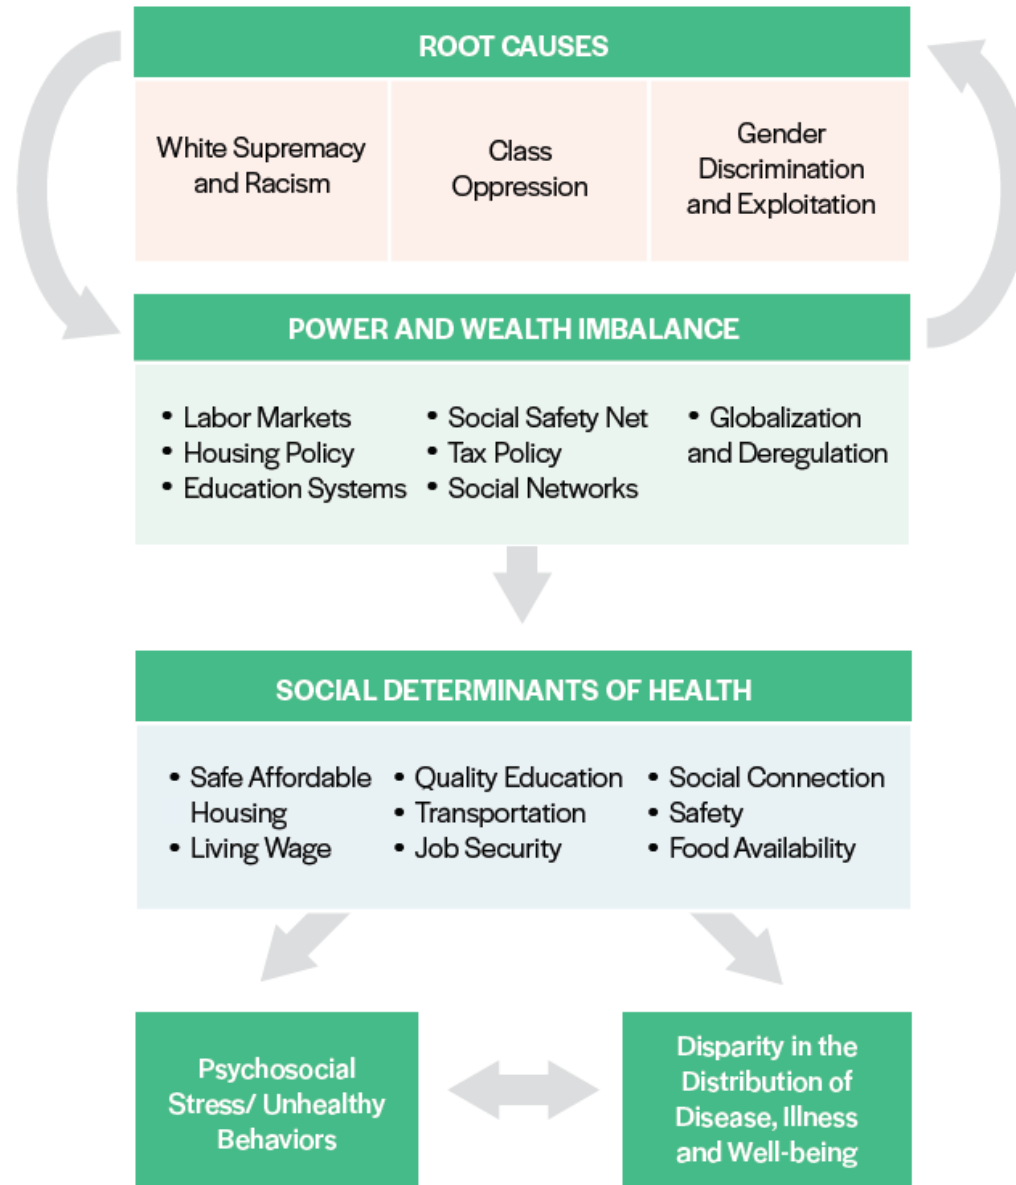 ROOT CAUSES
White Supremacy
and Racism
Class
Oppression
Gender
Discrimination
and Exploitation
POWER AND WEALTH IMBALANCE
• Labor Markets
• Housing Policy
• Education Systems
• Social Safety Net
• Tax Policy
• Social Networks
• Globalization
and Deregulation
SOCIAL DETERMINANTS OF HEALTH
• Safe Affordable
Housing
• Living Wage
• Quality Education
• Transportation
• Job Security
• Social Connection
• Safety
• Food Availability
Psychosocial
Stress/ Unhealthy
Behaviors
Disparity in the
Distribution of
Disease, Illness
and Well-being